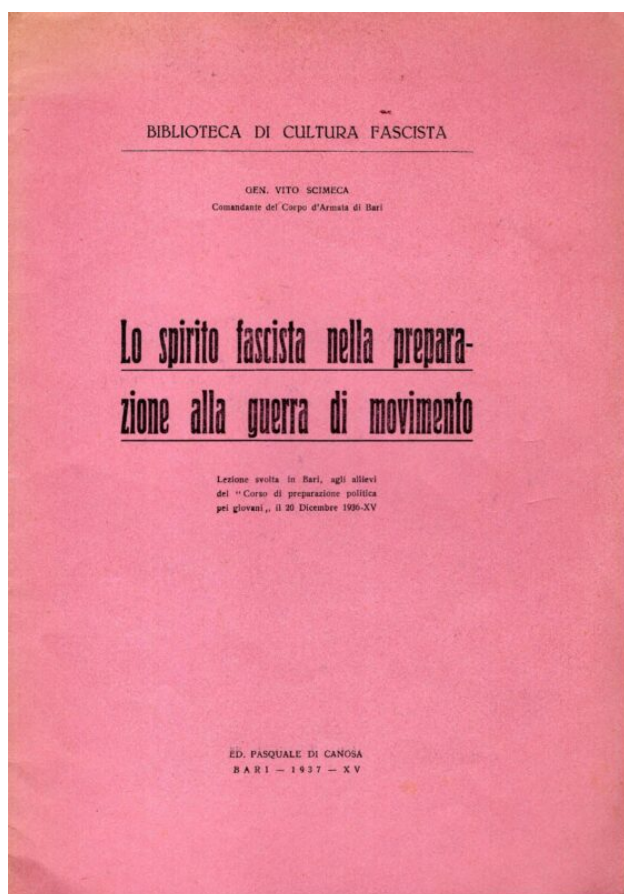 BIBLIOTECA DI CULTURA FASCISTA
GEN. VITO SCIMECA
Comandante del Corpo d'Armata di Bari
Lo spirito fascista nella prepara-
zione alla guerra di movimento
Lezione svolta in Bari, agli allievi
del "Corso di preparazione politica
pei giovani„, il 20 Dicembre 1936-XV
ED. PASQUALE DI CANOSA
BARI — 1937 — XV